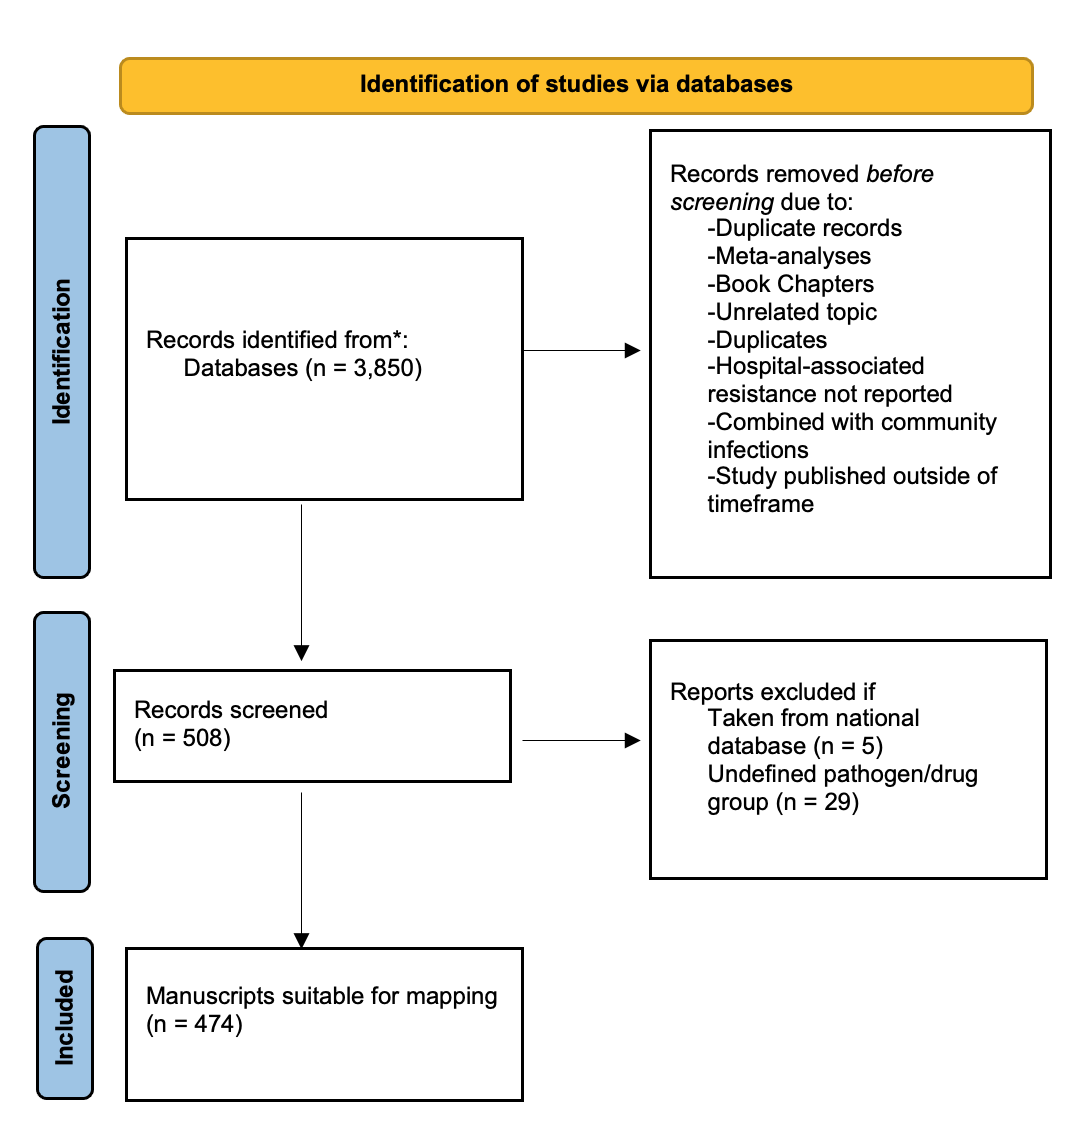 Identification of studies via databases
Identification
Records identified from*:
Databases (n = 3,850)
Records removed before
screening due to:
-Duplicate records
-Meta-analyses
-Book Chapters
-Unrelated topic
-Duplicates
-Hospital-associated
resistance not reported
-Combined with community
infections
-Study published outside of
timeframe
Screening
Records screened
(n = 508)
Reports excluded if
Taken from national
database (n = 5)
Undefined pathogen/drug
group (n = 29)
Included
Manuscripts suitable for mapping
(n = 474)